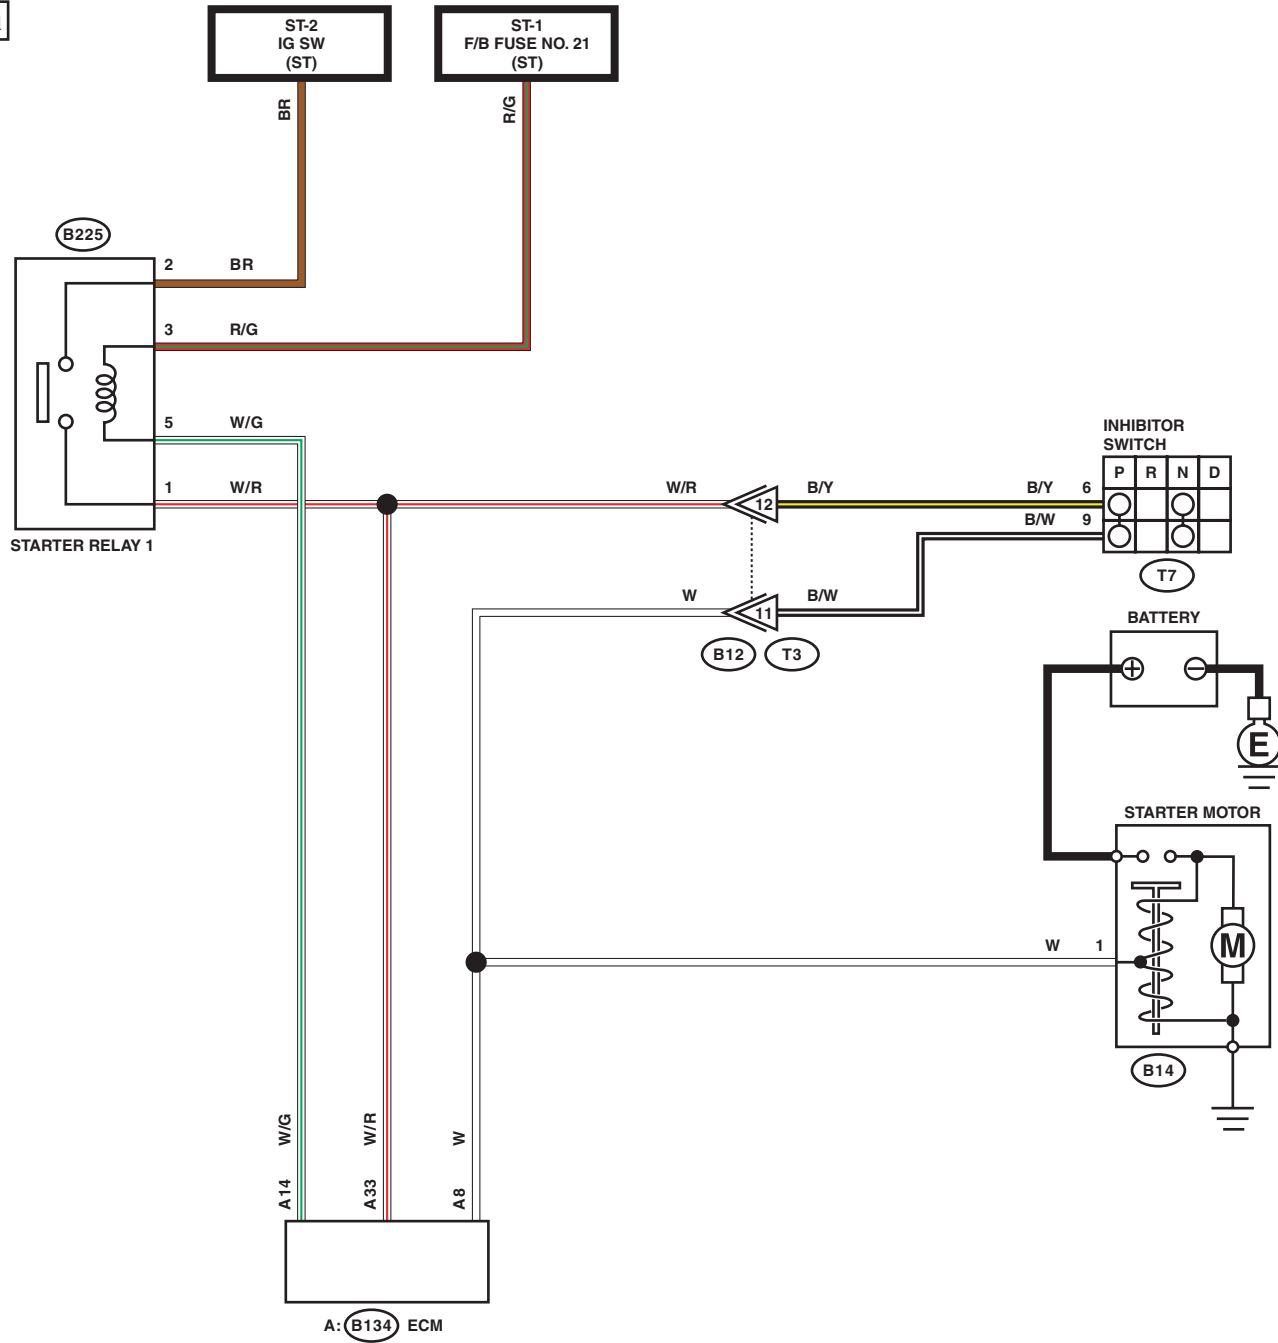 ST-2
IG SW
(ST)
ST-1
F/B FUSE NO. 21
(ST)
BR
R/G
B225
2 BR
3 R/G
5 W/G
1 W/R
STARTER RELAY 1
W/R 12 B/Y
B/Y 6
B/W 9
INHIBITOR
SWITCH
P R N D
T7
W 11 B/W
B12 T3
BATTERY
+ −
E
STARTER MOTOR
M
W 1
B14
W/G
W/R
W
A14
A33
A8
A: B134 ECM